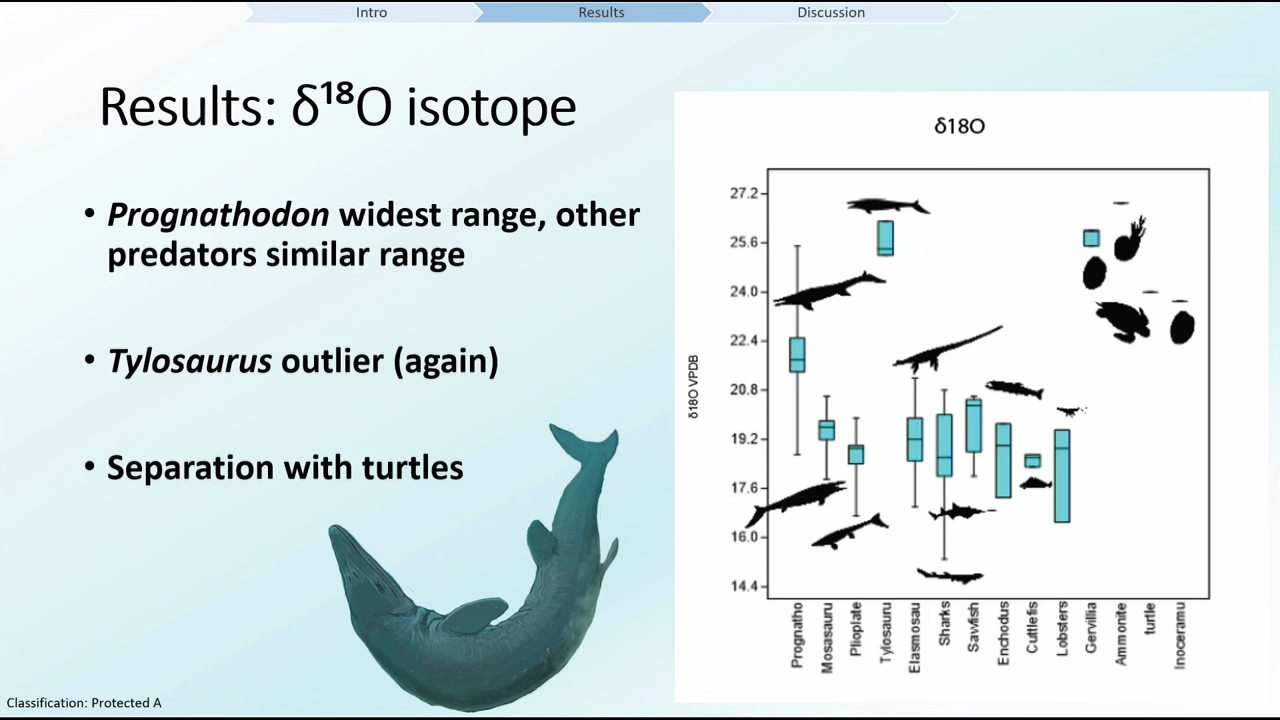 Intro
Results
Discussion
Results: δ¹⁸O isotope
• Prognathodon widest range, other
predators similar range
• Tylosaurus outlier (again)
• Separation with turtles
Classification: Protected A
δ18O
δ18O VPDB
27.2
25.6
24.0
22.4
20.8
19.2
17.6
16.0
14.4
Prognatho
Mosasauru
Plioplate
Tylosauru
Elasmosau
Sharks
Sawfish
Enchodus
Cuttlefis
Lobsters
Gervillia
Ammonite
turtle
Inoceramu